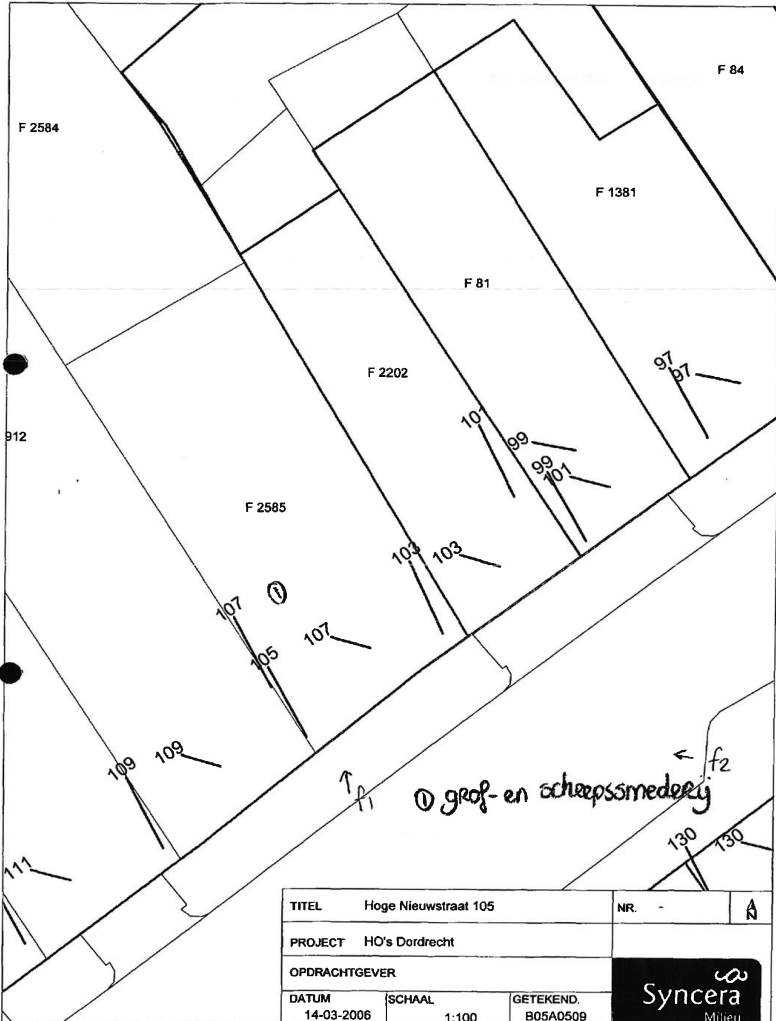 F 84
F 2584
F 1381
F 81
97
97
F 2202
101
99
912
99
101
F 2585
103
103
107
①
107
105
109
109
f2
f1
① grof- en scheepssmederij
130
130
111
TITEL Hoge Nieuwstraat 105 NR. - N
PROJECT HO's Dordrecht
OPDRACHTGEVER
DATUM SCHAAL GETEKEND.
14-03-2006 1:100 B05A0509
Syncera
Milieu